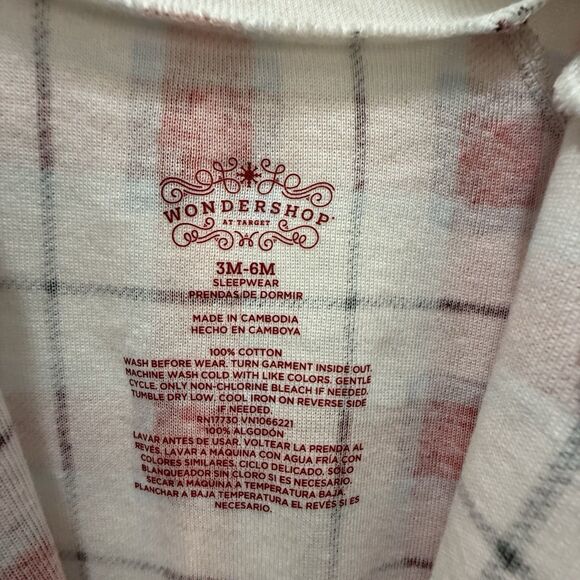 WONDERSHOP
AT TARGET
3M-6M
SLEEPWEAR
PRENDAS DE DORMIR
MADE IN CAMBODIA
HECHO EN CAMBOYA
100% COTTON
WASH BEFORE WEAR. TURN GARMENT INSIDE OUT.
MACHINE WASH COLD WITH LIKE COLORS. GENTLE
CYCLE. ONLY NON-CHLORINE BLEACH IF NEEDED.
TUMBLE DRY LOW. COOL IRON ON REVERSE SIDE
IF NEEDED.
RN17730 VN1066221
100% ALGODÓN
LAVAR ANTES DE USAR. VOLTEAR LA PRENDA AL
REVÉS. LAVAR A MÁQUINA CON AGUA FRÍA CON
COLORES SIMILARES. CICLO DELICADO. SOLO
BLANQUEADOR SIN CLORO SI ES NECESARIO.
SECAR A MÁQUINA A TEMPERATURA BAJA.
PLANCHAR A BAJA TEMPERATURA EL REVÉS SI ES
NECESARIO.